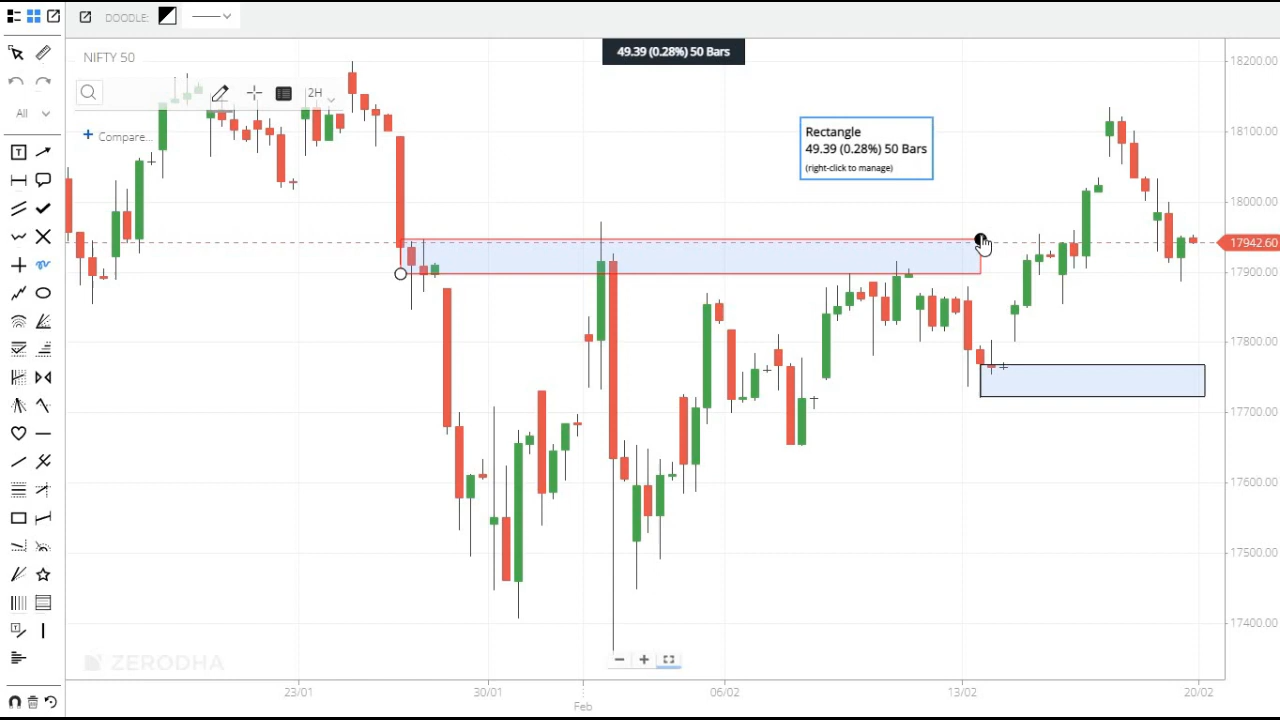 DOODLE:
NIFTY 50
49.39 (0.28%) 50 Bars
18200.00
All
2H
Compare...
Rectangle
49.39 (0.28%) 50 Bars
(right-click to manage)
18100.00
18000.00
17942.60
17900.00
17800.00
17700.00
17600.00
17500.00
17400.00
ZERODHA
23/01
30/01
Feb
06/02
13/02
20/02